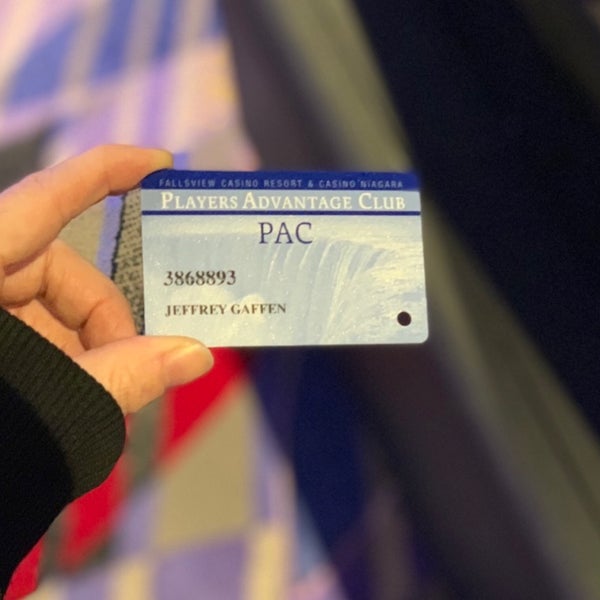 FALLSVIEW CASINO RESORT & CASINO NIAGARA
PLAYERS ADVANTAGE CLUB
PAC
3868893
JEFFREY GAFFEN